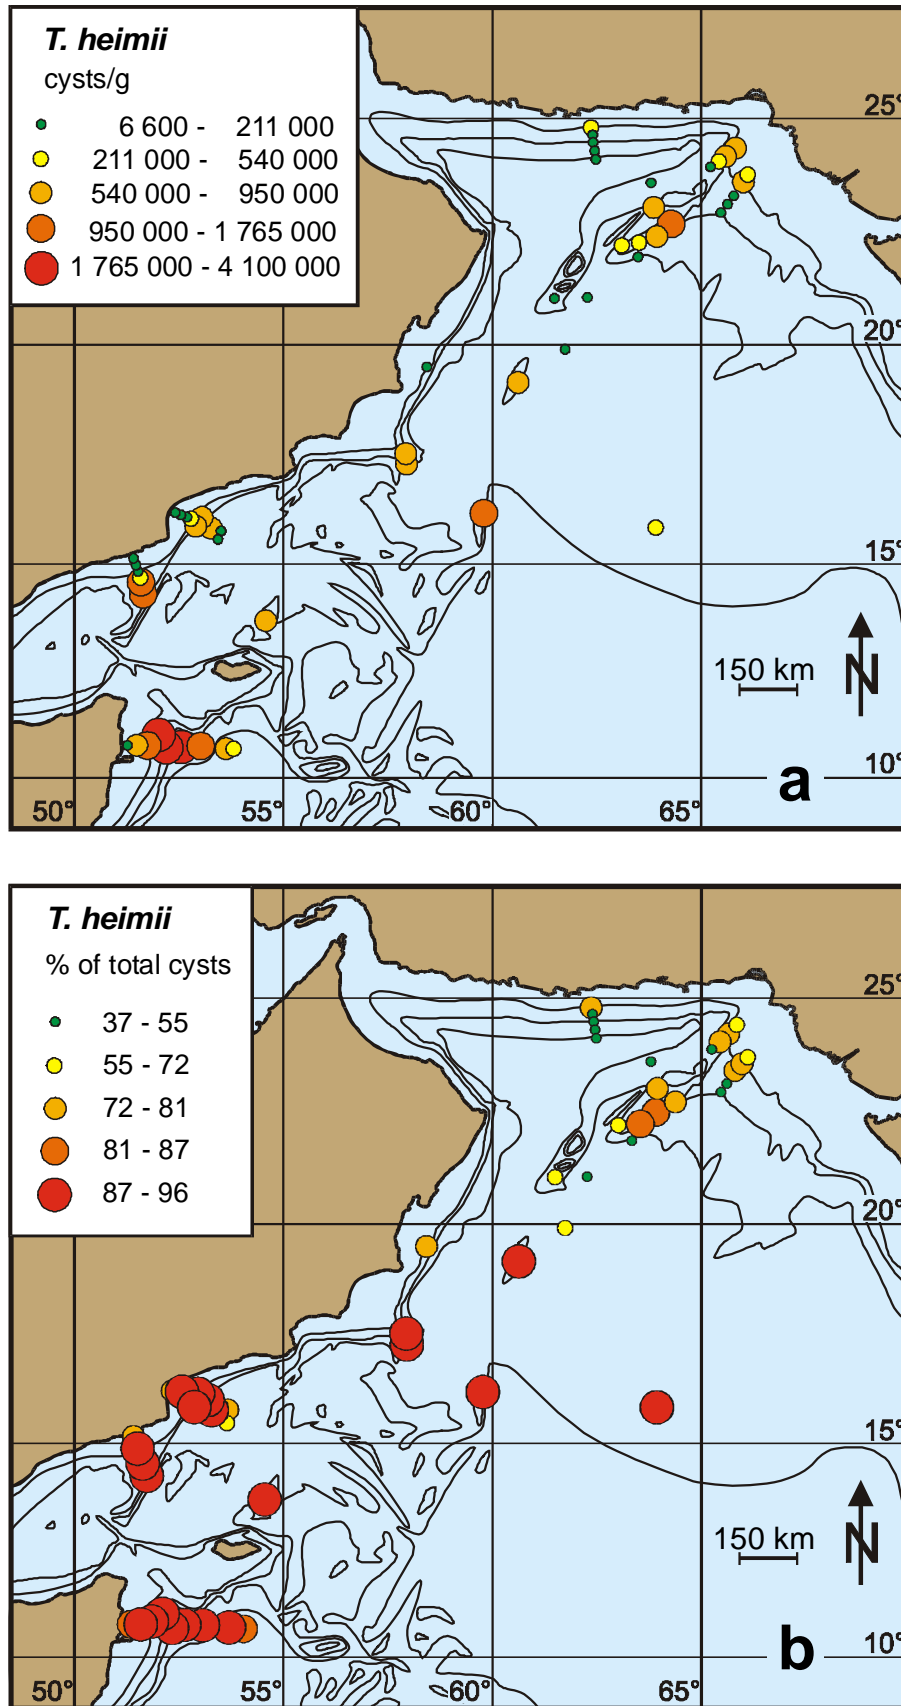 T. heimii
cysts/g
6 600 - 211 000
211 000 - 540 000
540 000 - 950 000
950 000 - 1 765 000
1 765 000 - 4 100 000
25°
20°
15°
150 km
N
10°
a
50°
55°
60°
65°
T. heimii
% of total cysts
37 - 55
55 - 72
72 - 81
81 - 87
87 - 96
25°
20°
15°
150 km
N
10°
b
50°
55°
60°
65°